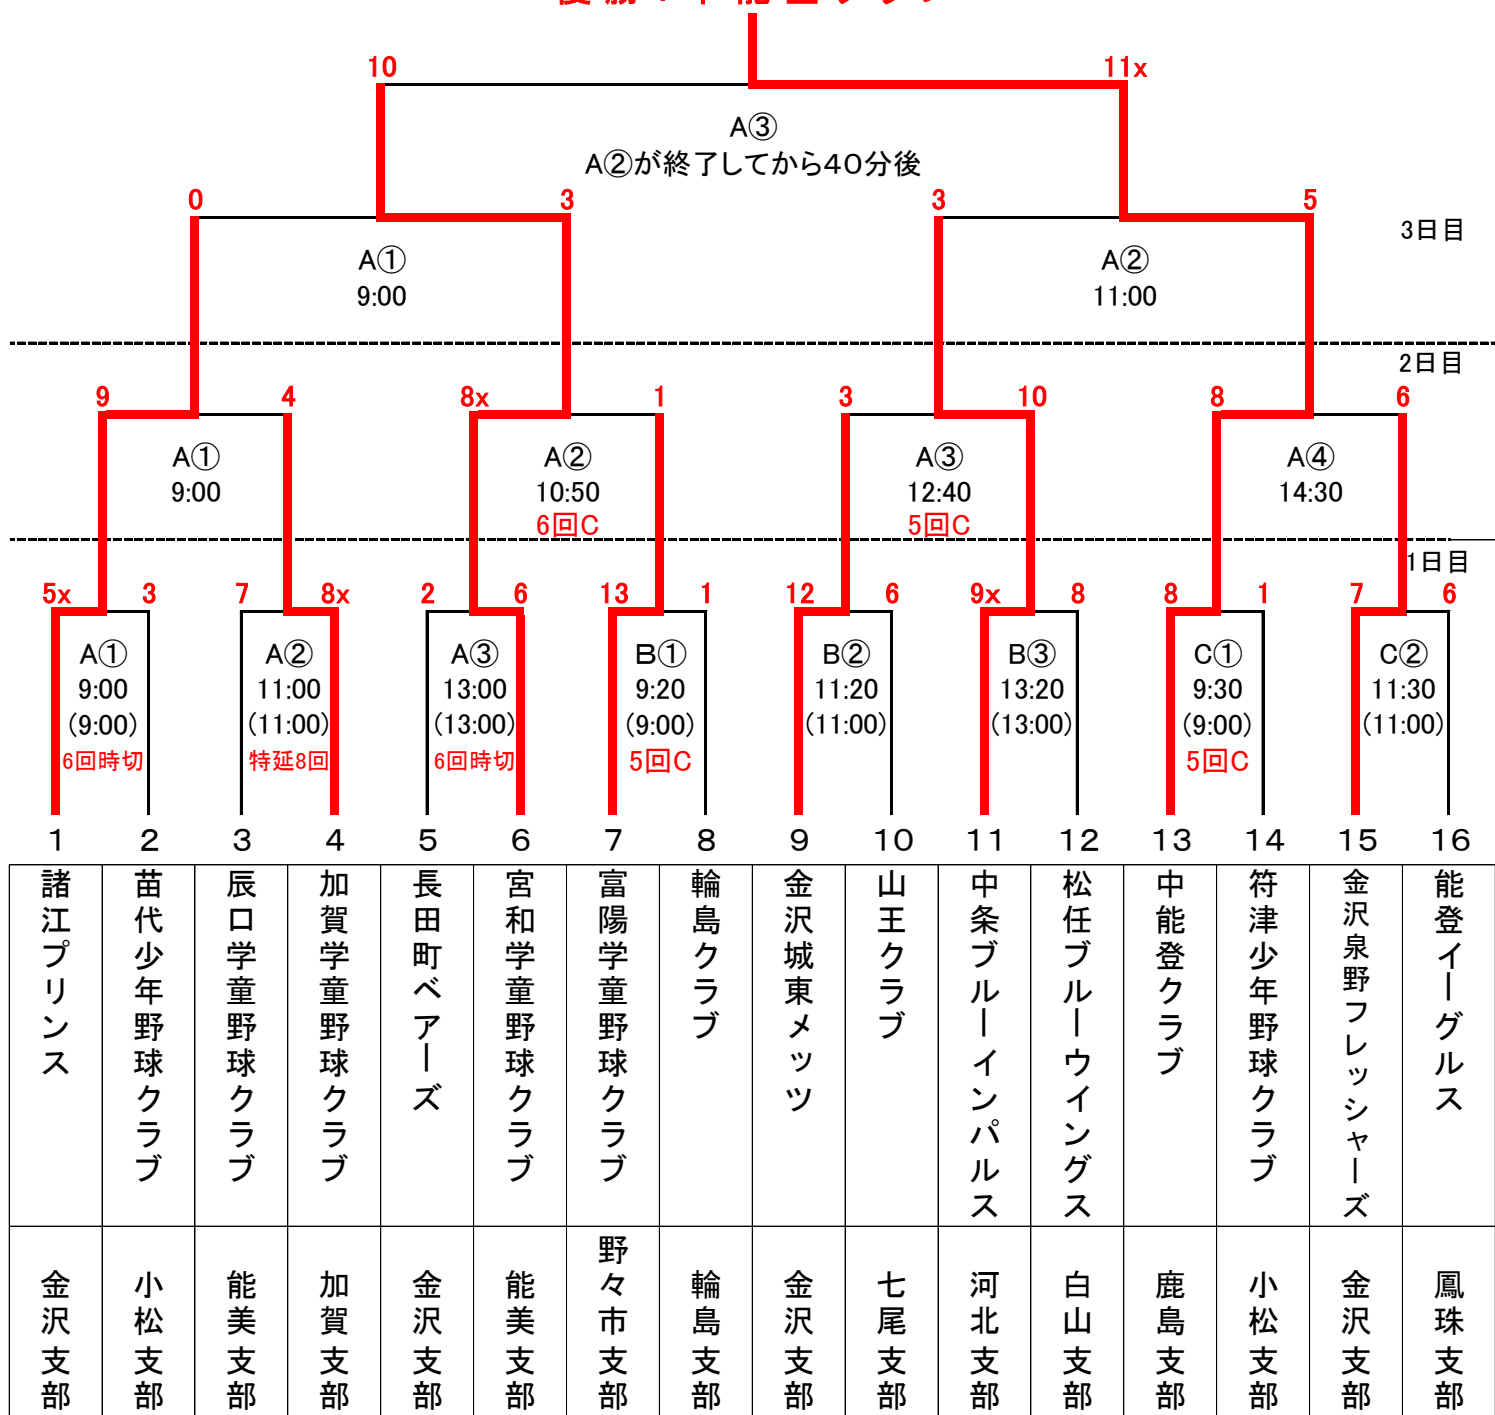 10 11x
A③
A②が終了してから40分後
0 3 3 5
3日目
A① A②
9:00 11:00
2日目
9 4 8x 1 3 10 8 6
A① A② A③ A④
9:00 10:50 12:40 14:30
6回C 5回C
1日目
5x 3 7 8x 2 6 13 1 12 6 9x 8 8 1 7 6
A① A② A③ B① B② B③ C① C②
9:00 11:00 13:00 9:20 11:20 13:20 9:30 11:30
(9:00) (11:00) (13:00) (9:00) (11:00) (13:00) (9:00) (11:00)
6回時切 特延8回 6回時切 5回C 5回C
1 2 3 4 5 6 7 8 9 10 11 12 13 14 15 16
諸江プリンス
苗代少年野球クラブ
辰口学童野球クラブ
加賀学童野球クラブ
長田町ベアーズ
宮和学童野球クラブ
富陽学童野球クラブ
輪島クラブ
金沢城東メッツ
山王クラブ
中条ブルーインパルス
松任ブルーウイングス
中能登クラブ
符津少年野球クラブ
金沢泉野フレッシャーズ
能登イーグルス
金沢支部
小松支部
能美支部
加賀支部
金沢支部
能美支部
野々市支部
輪島支部
金沢支部
七尾支部
河北支部
白山支部
鹿島支部
小松支部
金沢支部
鳳珠支部